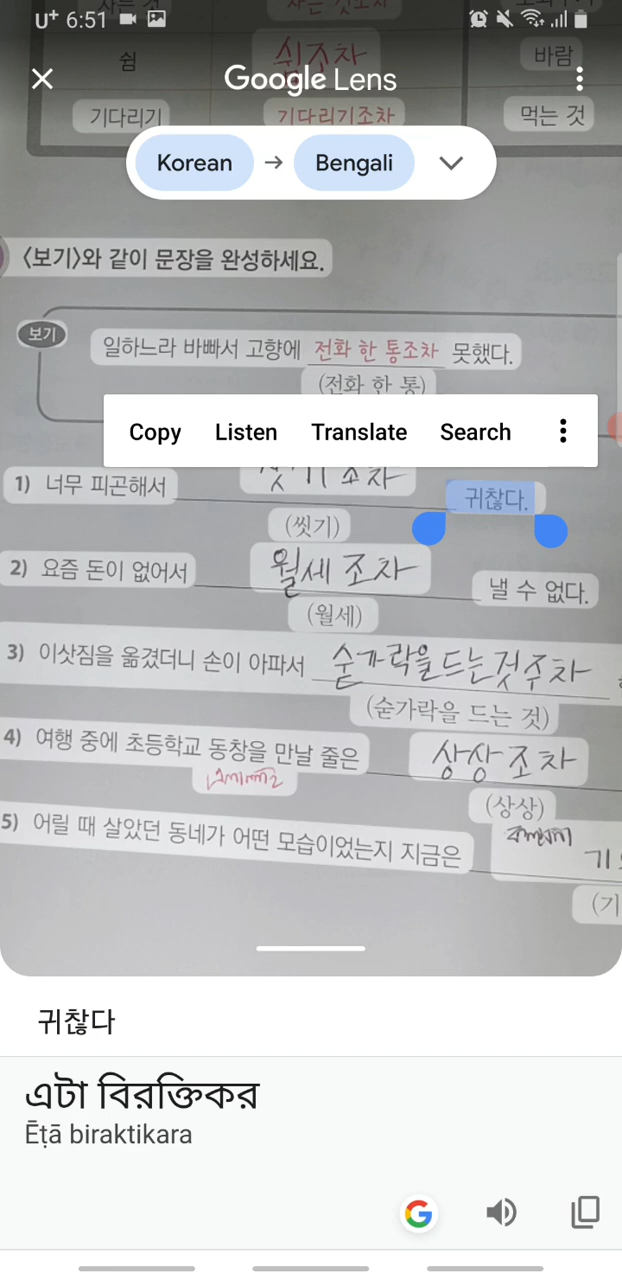 U+ 6:51
Google Lens
쉼 쉼조차 바람
기다리기 기다리기조차 먹는 것
Korean → Bengali
<보기>와 같이 문장을 완성하세요.
보기
일하느라 바빠서 고향에 전화 한 통조차 못했다.
(전화 한 통)
Copy Listen Translate Search
1) 너무 피곤해서 귀찮다.
(씻기)
2) 요즘 돈이 없어서 월세 조차 낼 수 없다.
(월세)
3) 이삿짐을 옮겼더니 손이 아파서 숟가락을드는것주차
(숟가락을 드는 것)
4) 여행 중에 초등학교 동창을 만날 줄은 상상조차
(상상)
5) 어릴 때 살았던 동네가 어떤 모습이었는지 지금은
귀찮다
এটা বিরক্তিকর
Ēṭā biraktikara